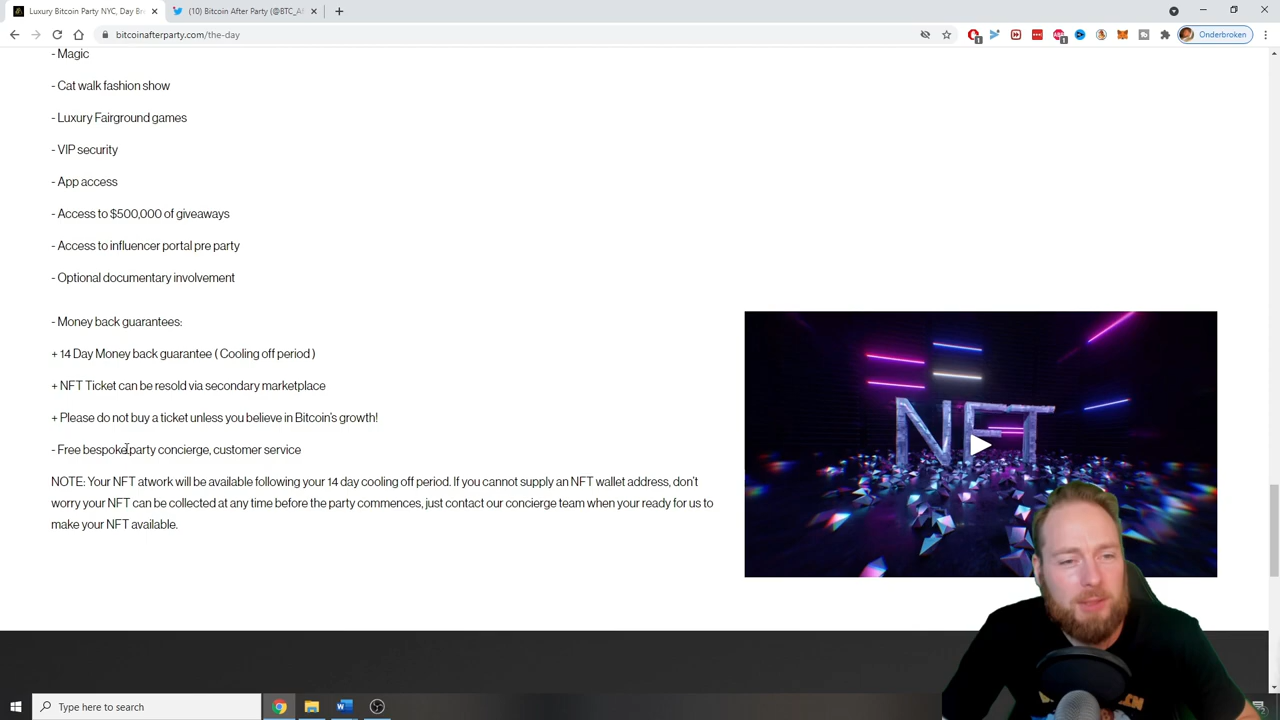 Luxury Bitcoin Party NYC, Day Br
(10) Bitcoin After Party (@BTC_Af
bitcoinafterparty.com/the-day
Onderbroken
- Magic
- Cat walk fashion show
- Luxury Fairground games
- VIP security
- App access
- Access to $500,000 of giveaways
- Access to influencer portal pre party
- Optional documentary involvement
- Money back guarantees:
+ 14 Day Money back guarantee ( Cooling off period )
+ NFT Ticket can be resold via secondary marketplace
+ Please do not buy a ticket unless you believe in Bitcoin's growth!
- Free bespoke party concierge, customer service
NOTE: Your NFT atwork will be available following your 14 day cooling off period. If you cannot supply an NFT wallet address, don't
worry your NFT can be collected at any time before the party commences, just contact our concierge team when your ready for us to
make your NFT available.
NFT
Type here to search